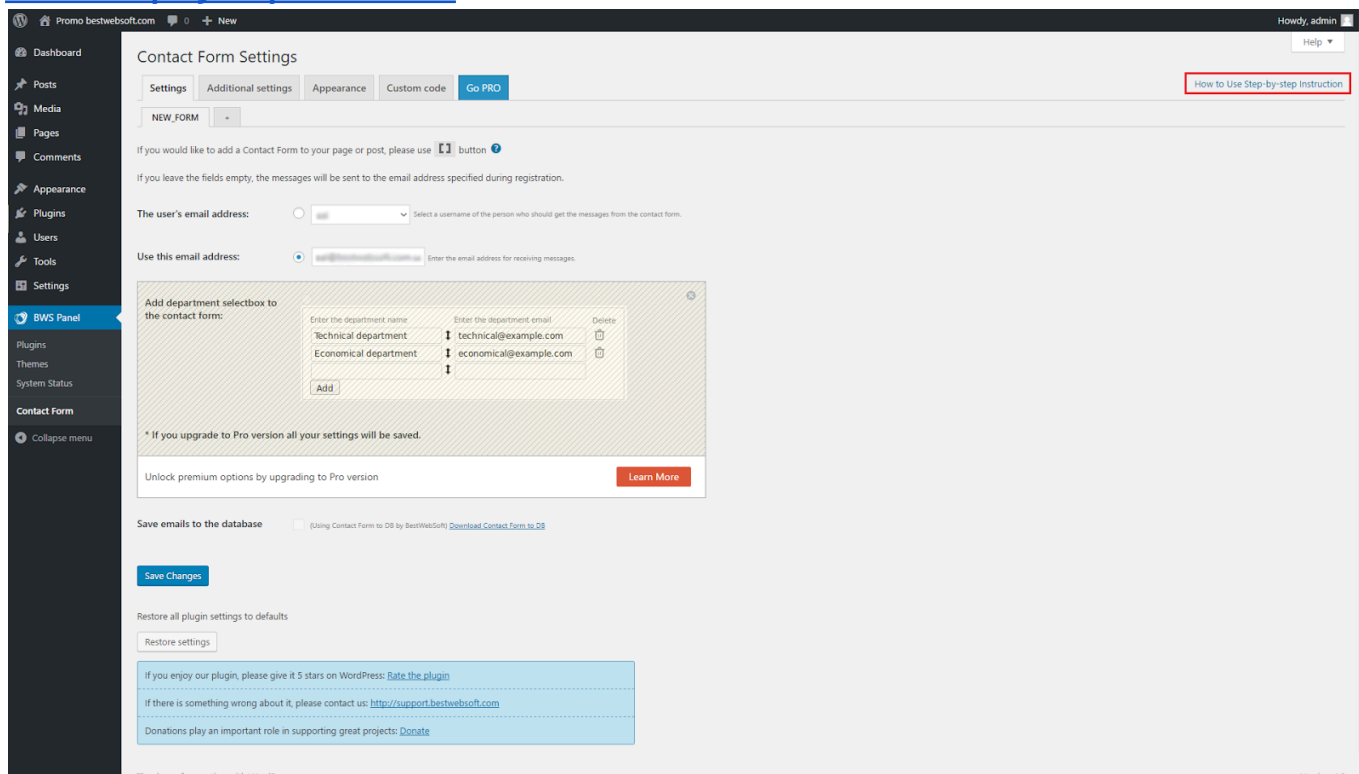 Promo bestwebsoft.com 0 + New Howdy, admin
Help
Dashboard
Posts
Media
Pages
Comments
Appearance
Plugins
Users
Tools
Settings
BWS Panel
Plugins
Themes
System Status
Contact Form
Collapse menu
Contact Form Settings
Settings Additional settings Appearance Custom code Go PRO
How to Use Step-by-step Instruction
NEW_FORM +
If you would like to add a Contact Form to your page or post, please use [ ] button ?
If you leave the fields empty, the messages will be sent to the email address specified during registration.
The user's email address: Select a username of the person who should get the messages from the contact form.
Use this email address: Enter the email address for receiving messages.
Add department selectbox to
the contact form:
Enter the department name Enter the department email Delete
Technical department technical@example.com
Economical department economical@example.com
Add
* If you upgrade to Pro version all your settings will be saved.
Unlock premium options by upgrading to Pro version Learn More
Save emails to the database (Using Contact Form to DB by BestWebSoft) Download Contact Form to DB
Save Changes
Restore all plugin settings to defaults
Restore settings
If you enjoy our plugin, please give it 5 stars on WordPress: Rate the plugin
If there is something wrong about it, please contact us: http://support.bestwebsoft.com
Donations play an important role in supporting great projects: Donate